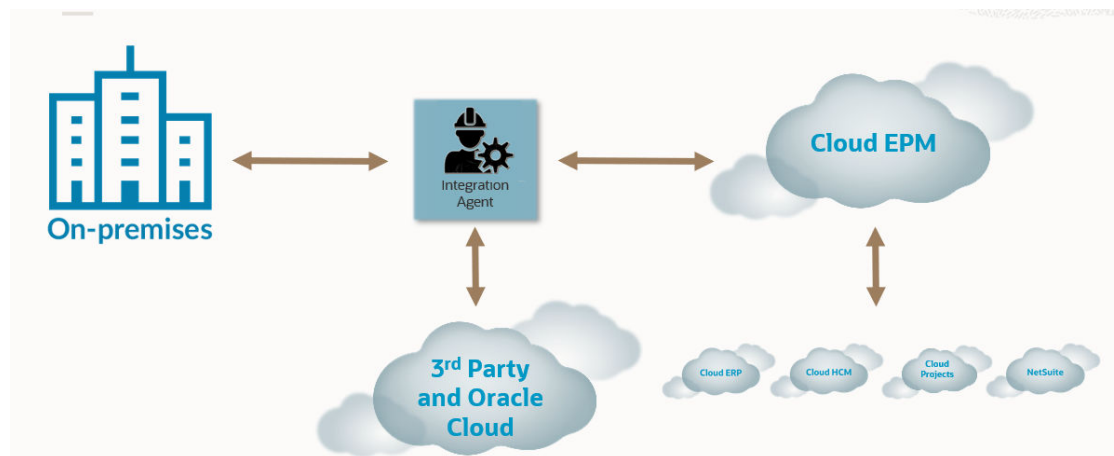 Cloud EPM
Integration
Agent
On-premises
3rd Party
and Oracle
Cloud
Cloud ERP
Cloud HCM
Cloud
Projects
NetSuite